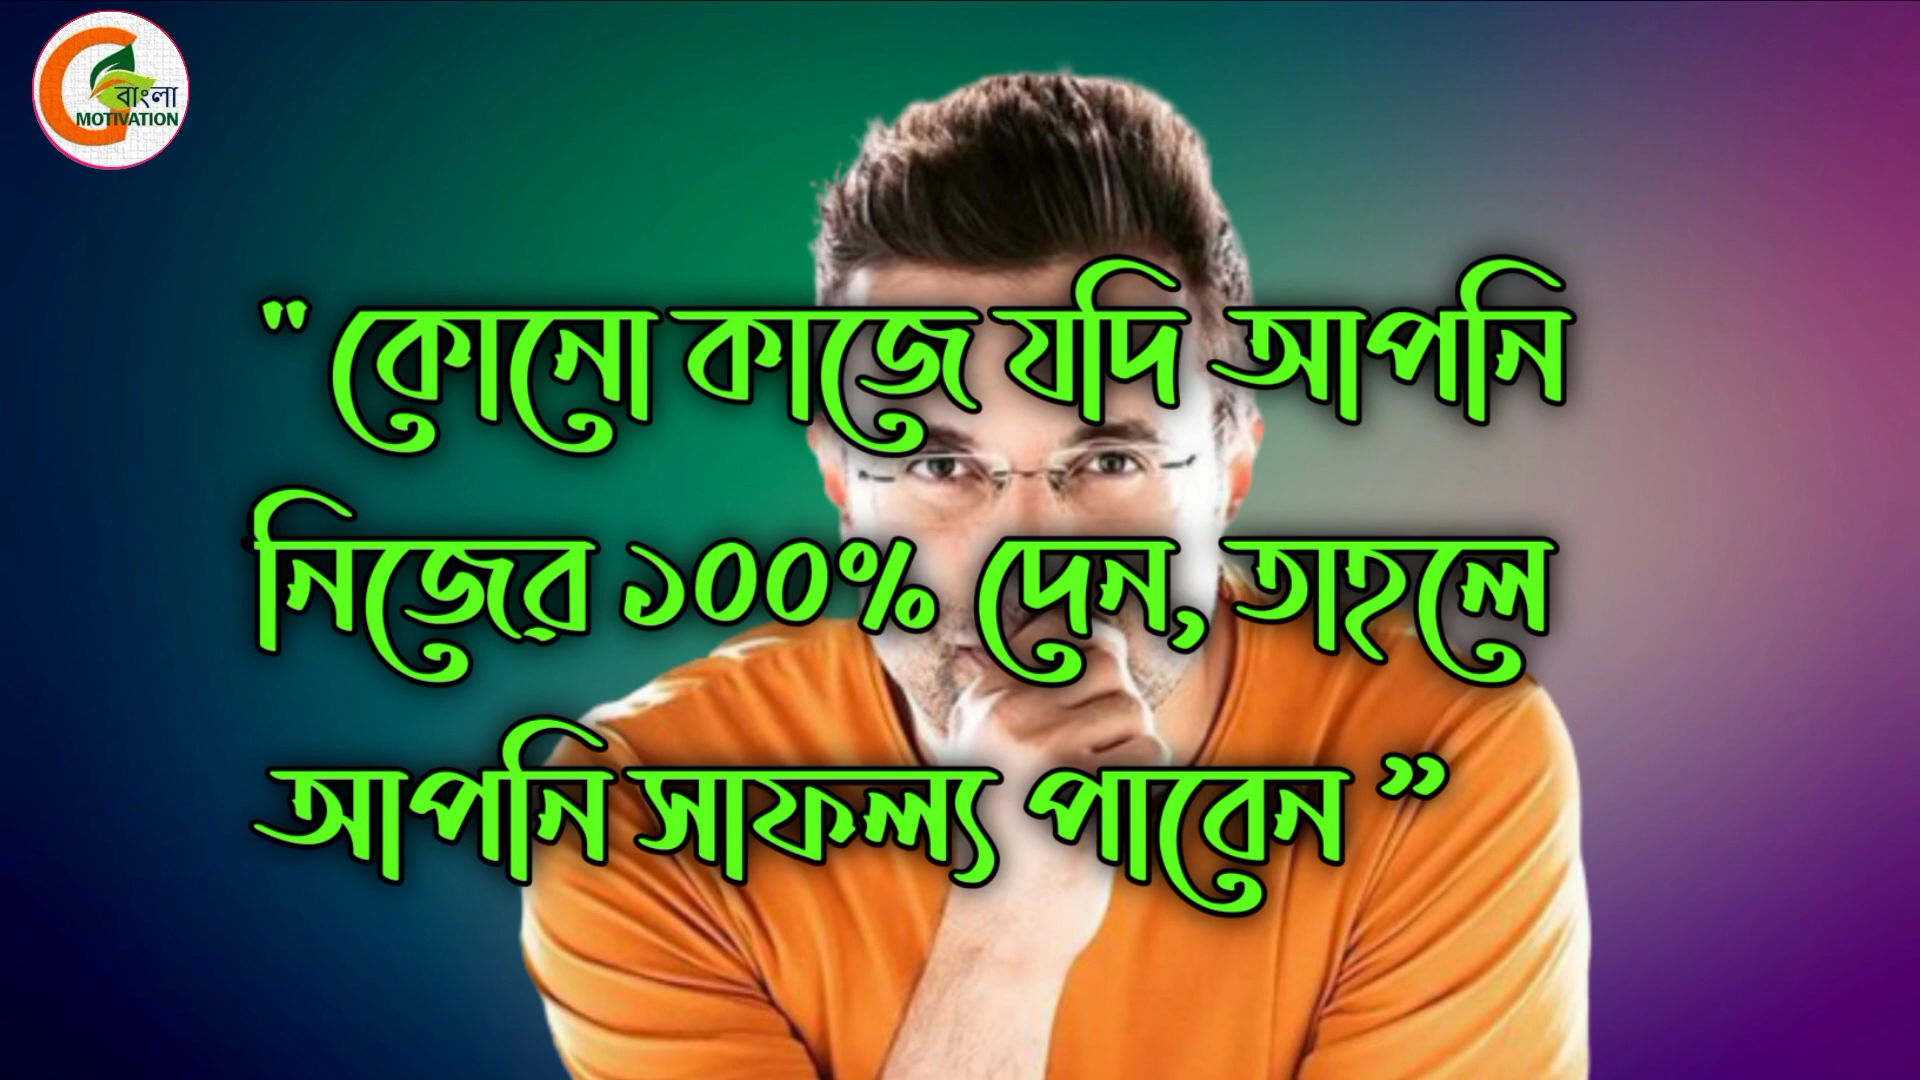 বাংলা
MOTIVATION
" কোনো কাজে যদি আপনি
নিজের ১০০% দেন, তাহলে
আপনি সাফল্য পাবেন ”